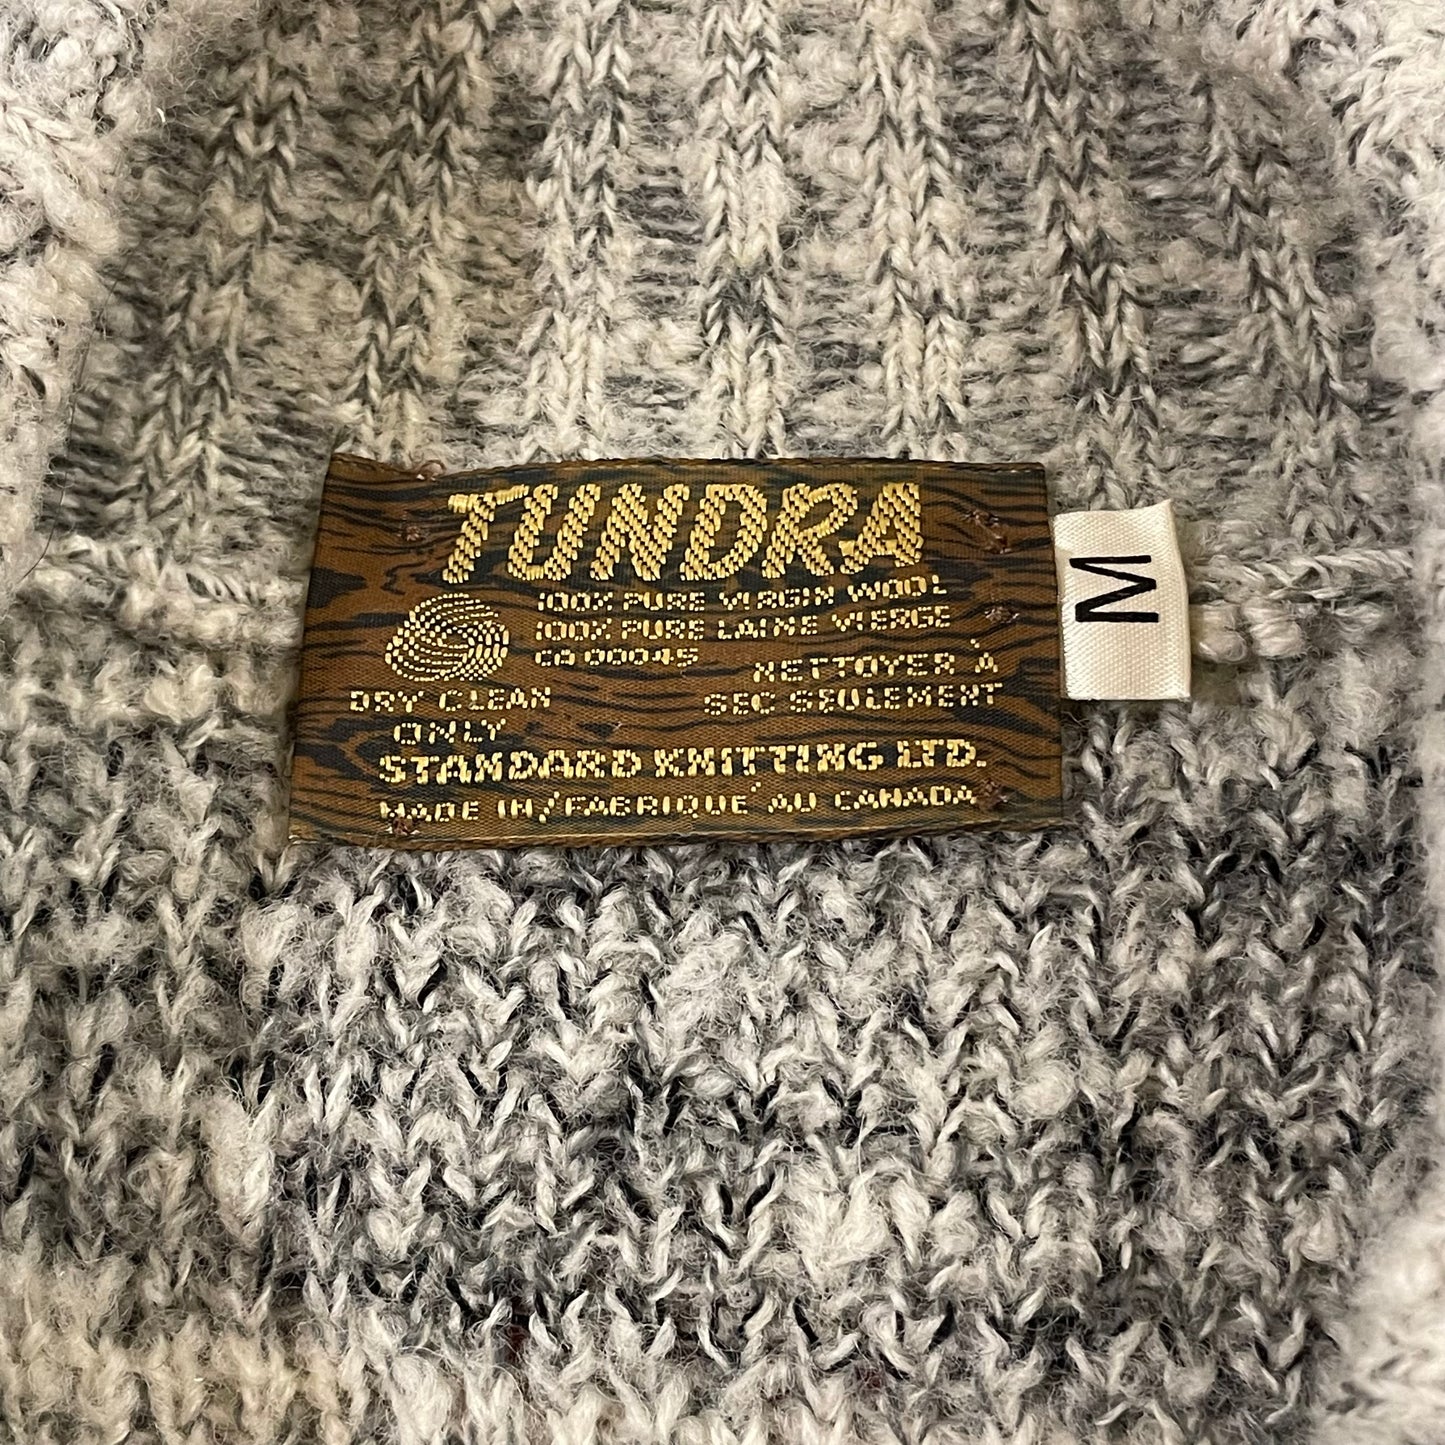 TUNDRA
100% PURE VIRGIN WOOL
100% PURE LAINE VIERGE
CA 00045
NETTOYER À
SEC SEULEMENT
DRY CLEAN
ONLY
STANDARD KNITTING LTD.
MADE IN/FABRIQUE' AU CANADA
M